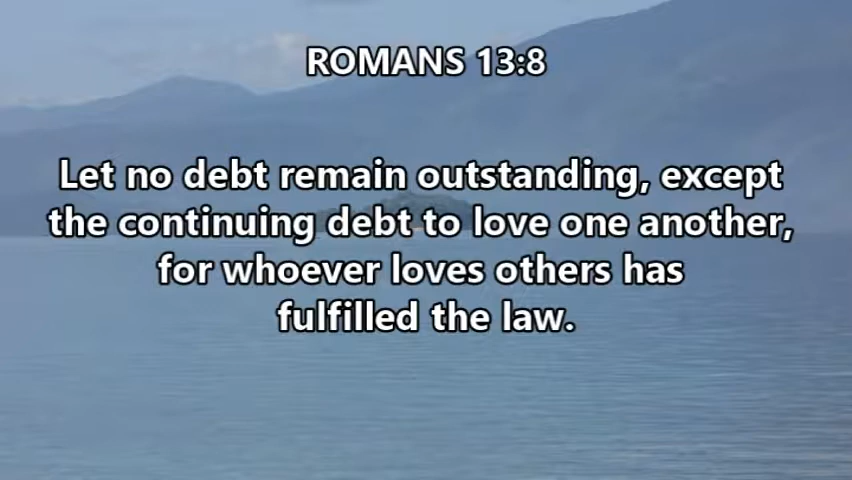 ROMANS 13:8
Let no debt remain outstanding, except
the continuing debt to love one another,
for whoever loves others has
fulfilled the law.